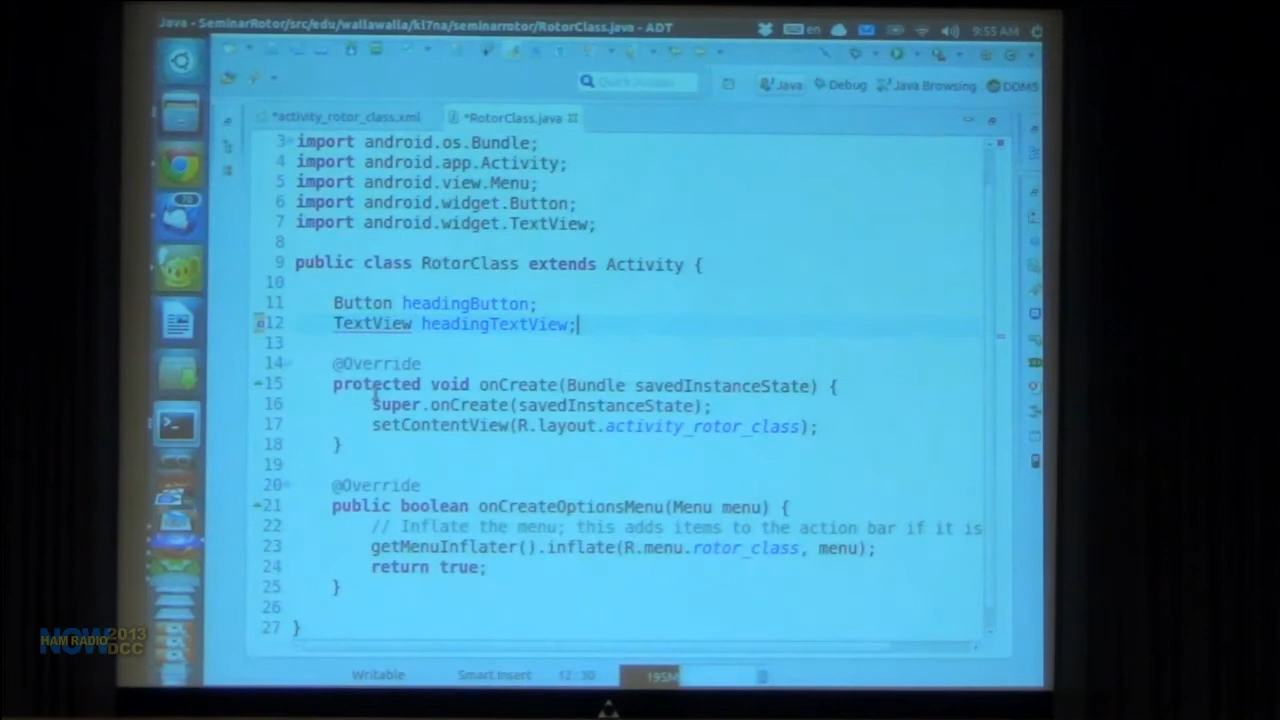 Java - SeminarRotor/src/edu/wallawalla/kl7na/seminarrotor/RotorClass.java - ADT
en
9:55 AM
Quick Access
Java
Debug
Java Browsing
DDMS
*activity_rotor_class.xml
*RotorClass.java
3 import android.os.Bundle;
4 import android.app.Activity;
5 import android.view.Menu;
6 import android.widget.Button;
7 import android.widget.TextView;
8
9 public class RotorClass extends Activity {
10
11 Button headingButton;
12 TextView headingTextView;
13
14 @Override
15 protected void onCreate(Bundle savedInstanceState) {
16 super.onCreate(savedInstanceState);
17 setContentView(R.layout.activity_rotor_class);
18 }
19
20 @Override
21 public boolean onCreateOptionsMenu(Menu menu) {
22 // Inflate the menu; this adds items to the action bar if it is
23 getMenuInflater().inflate(R.menu.rotor_class, menu);
24 return true;
25 }
26
27 }
Writable
Smart Insert
12:30
195M
HAM RADIO
NOW
2013
DCC